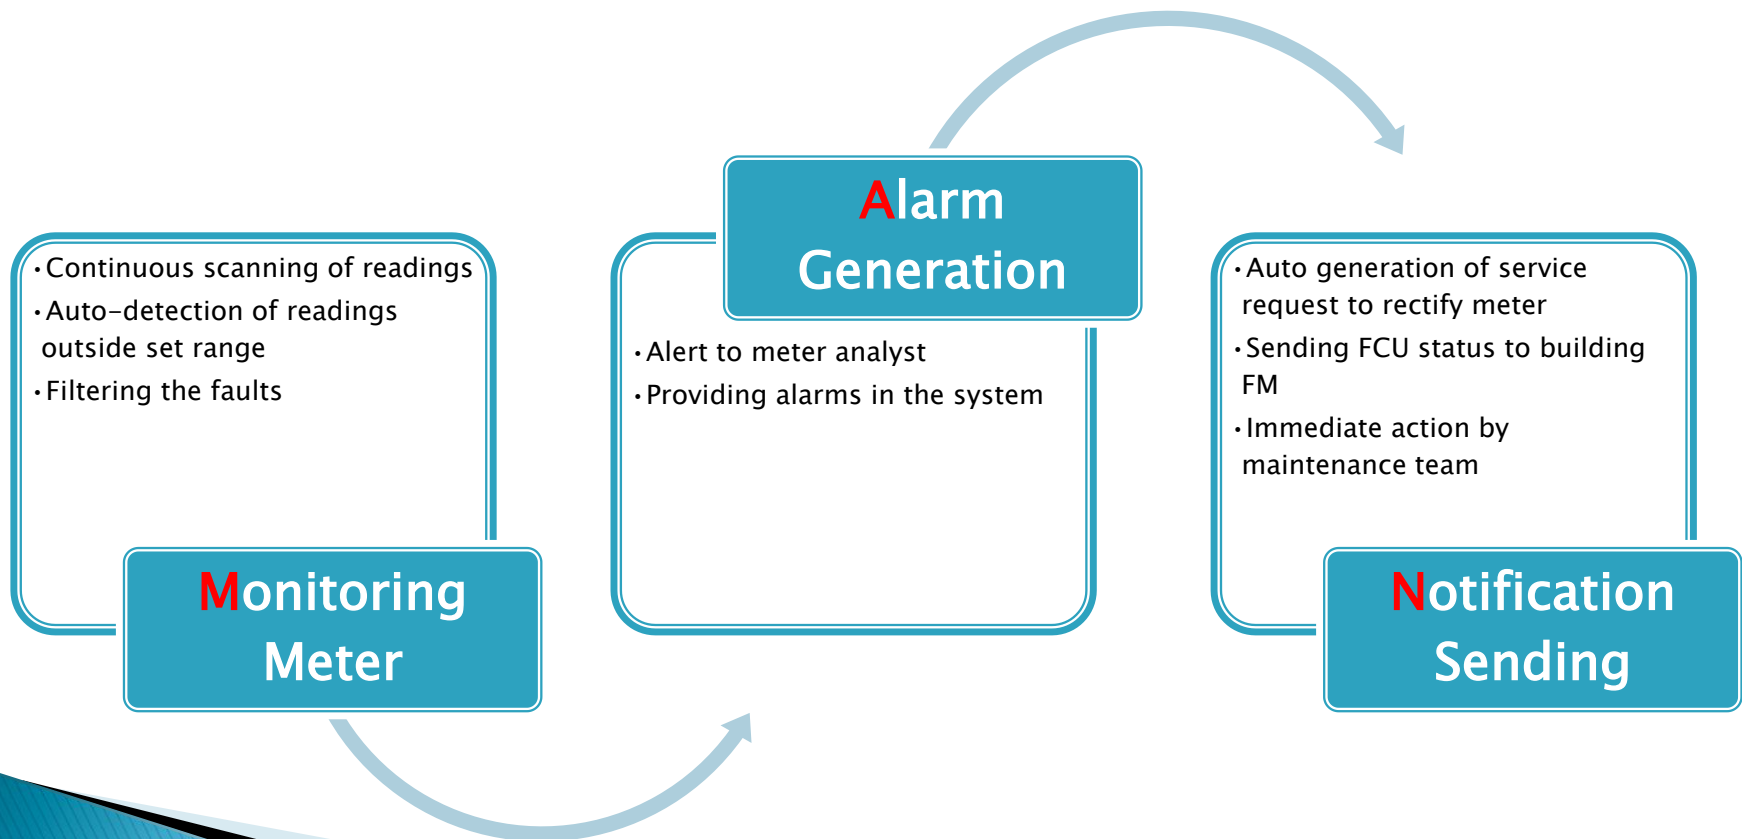 •Continuous scanning of readings
•Auto-detection of readings
outside set range
•Filtering the faults
Monitoring
Meter
Alarm
Generation
•Alert to meter analyst
•Providing alarms in the system
•Auto generation of service
request to rectify meter
•Sending FCU status to building
FM
•Immediate action by
maintenance team
Notification
Sending